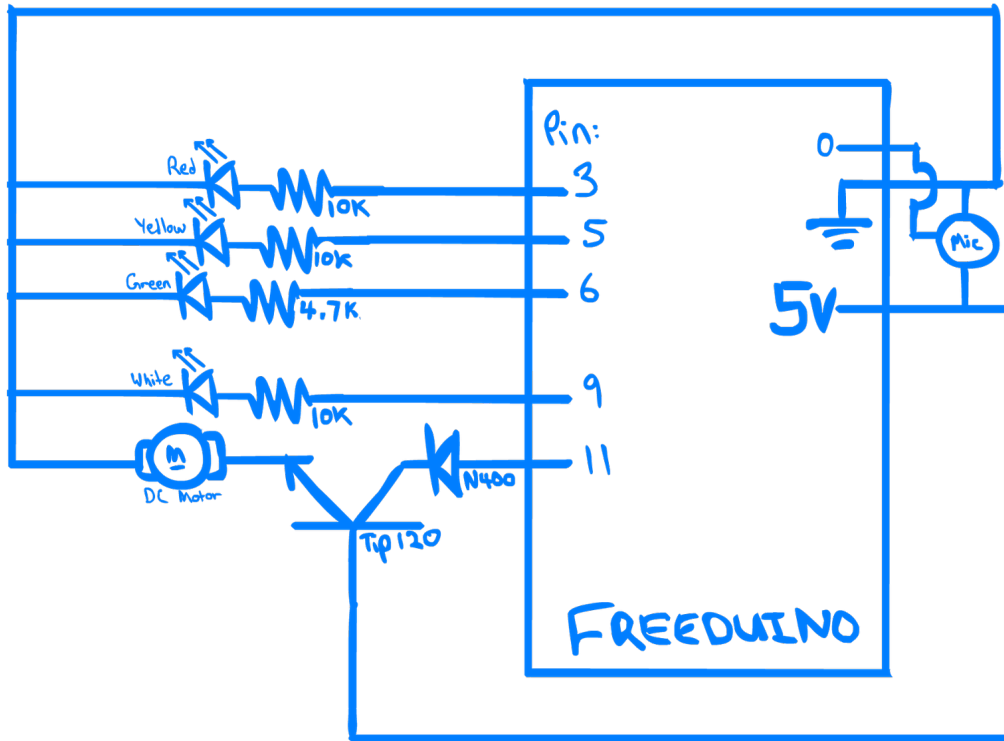 Pin:
0
Red
3
10K
Yellow
5
Mic
10K
Green
6
4.7K
5V
White
9
10K
M
11
N400
DC Motor
Tip120
FREEDUINO